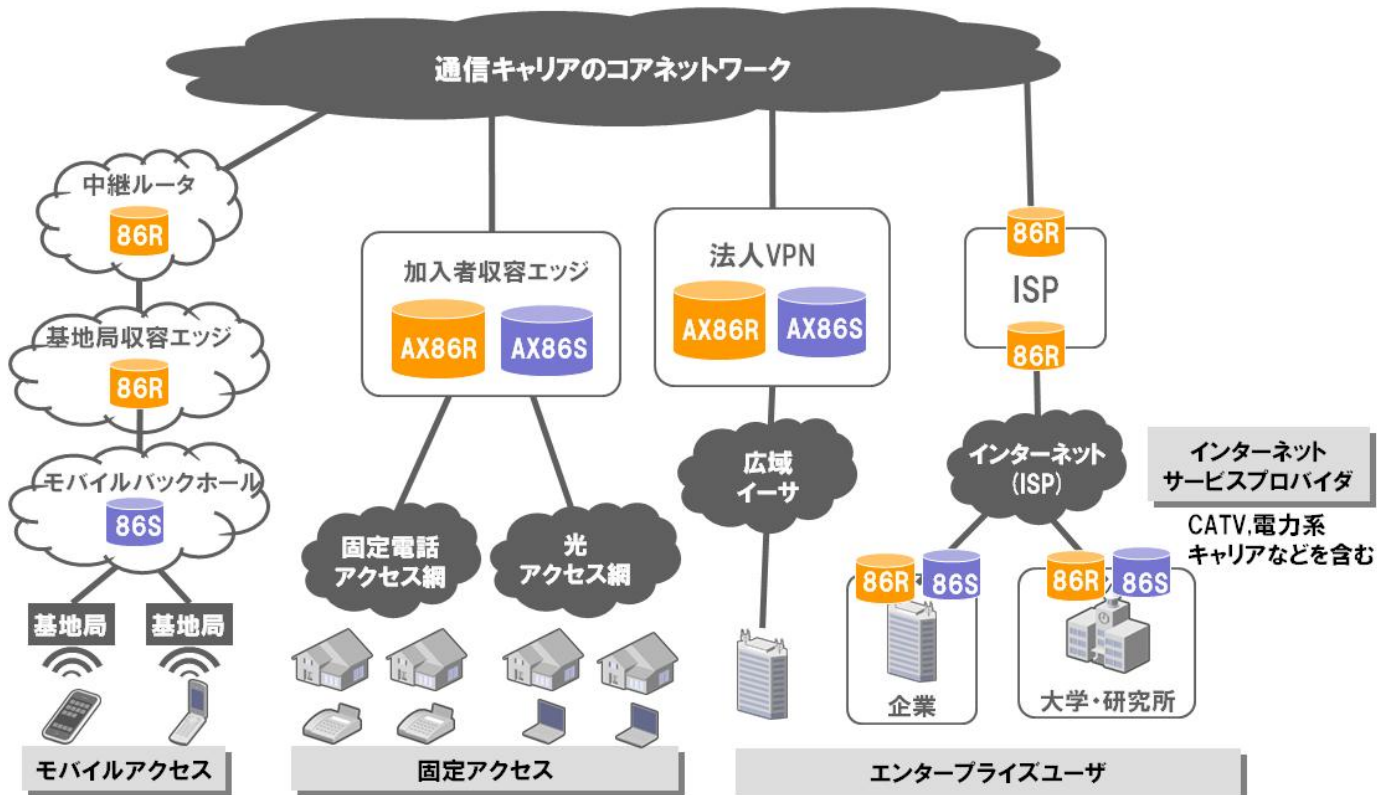 通信キャリアのコアネットワーク
中継ルータ
86R
基地局収容エッジ
86R
モバイルバックホール
86S
基地局
基地局
モバイルアクセス
加入者収容エッジ
AX86R
AX86S
固定電話
アクセス網
光
アクセス網
固定アクセス
法人VPN
AX86R
AX86S
広域
イーサ
86R
ISP
86R
インターネット
(ISP)
インターネット
サービスプロバイダ
CATV,電力系
キャリアなどを含む
86R
86S
企業
86R
86S
大学・研究所
エンタープライズユーザ